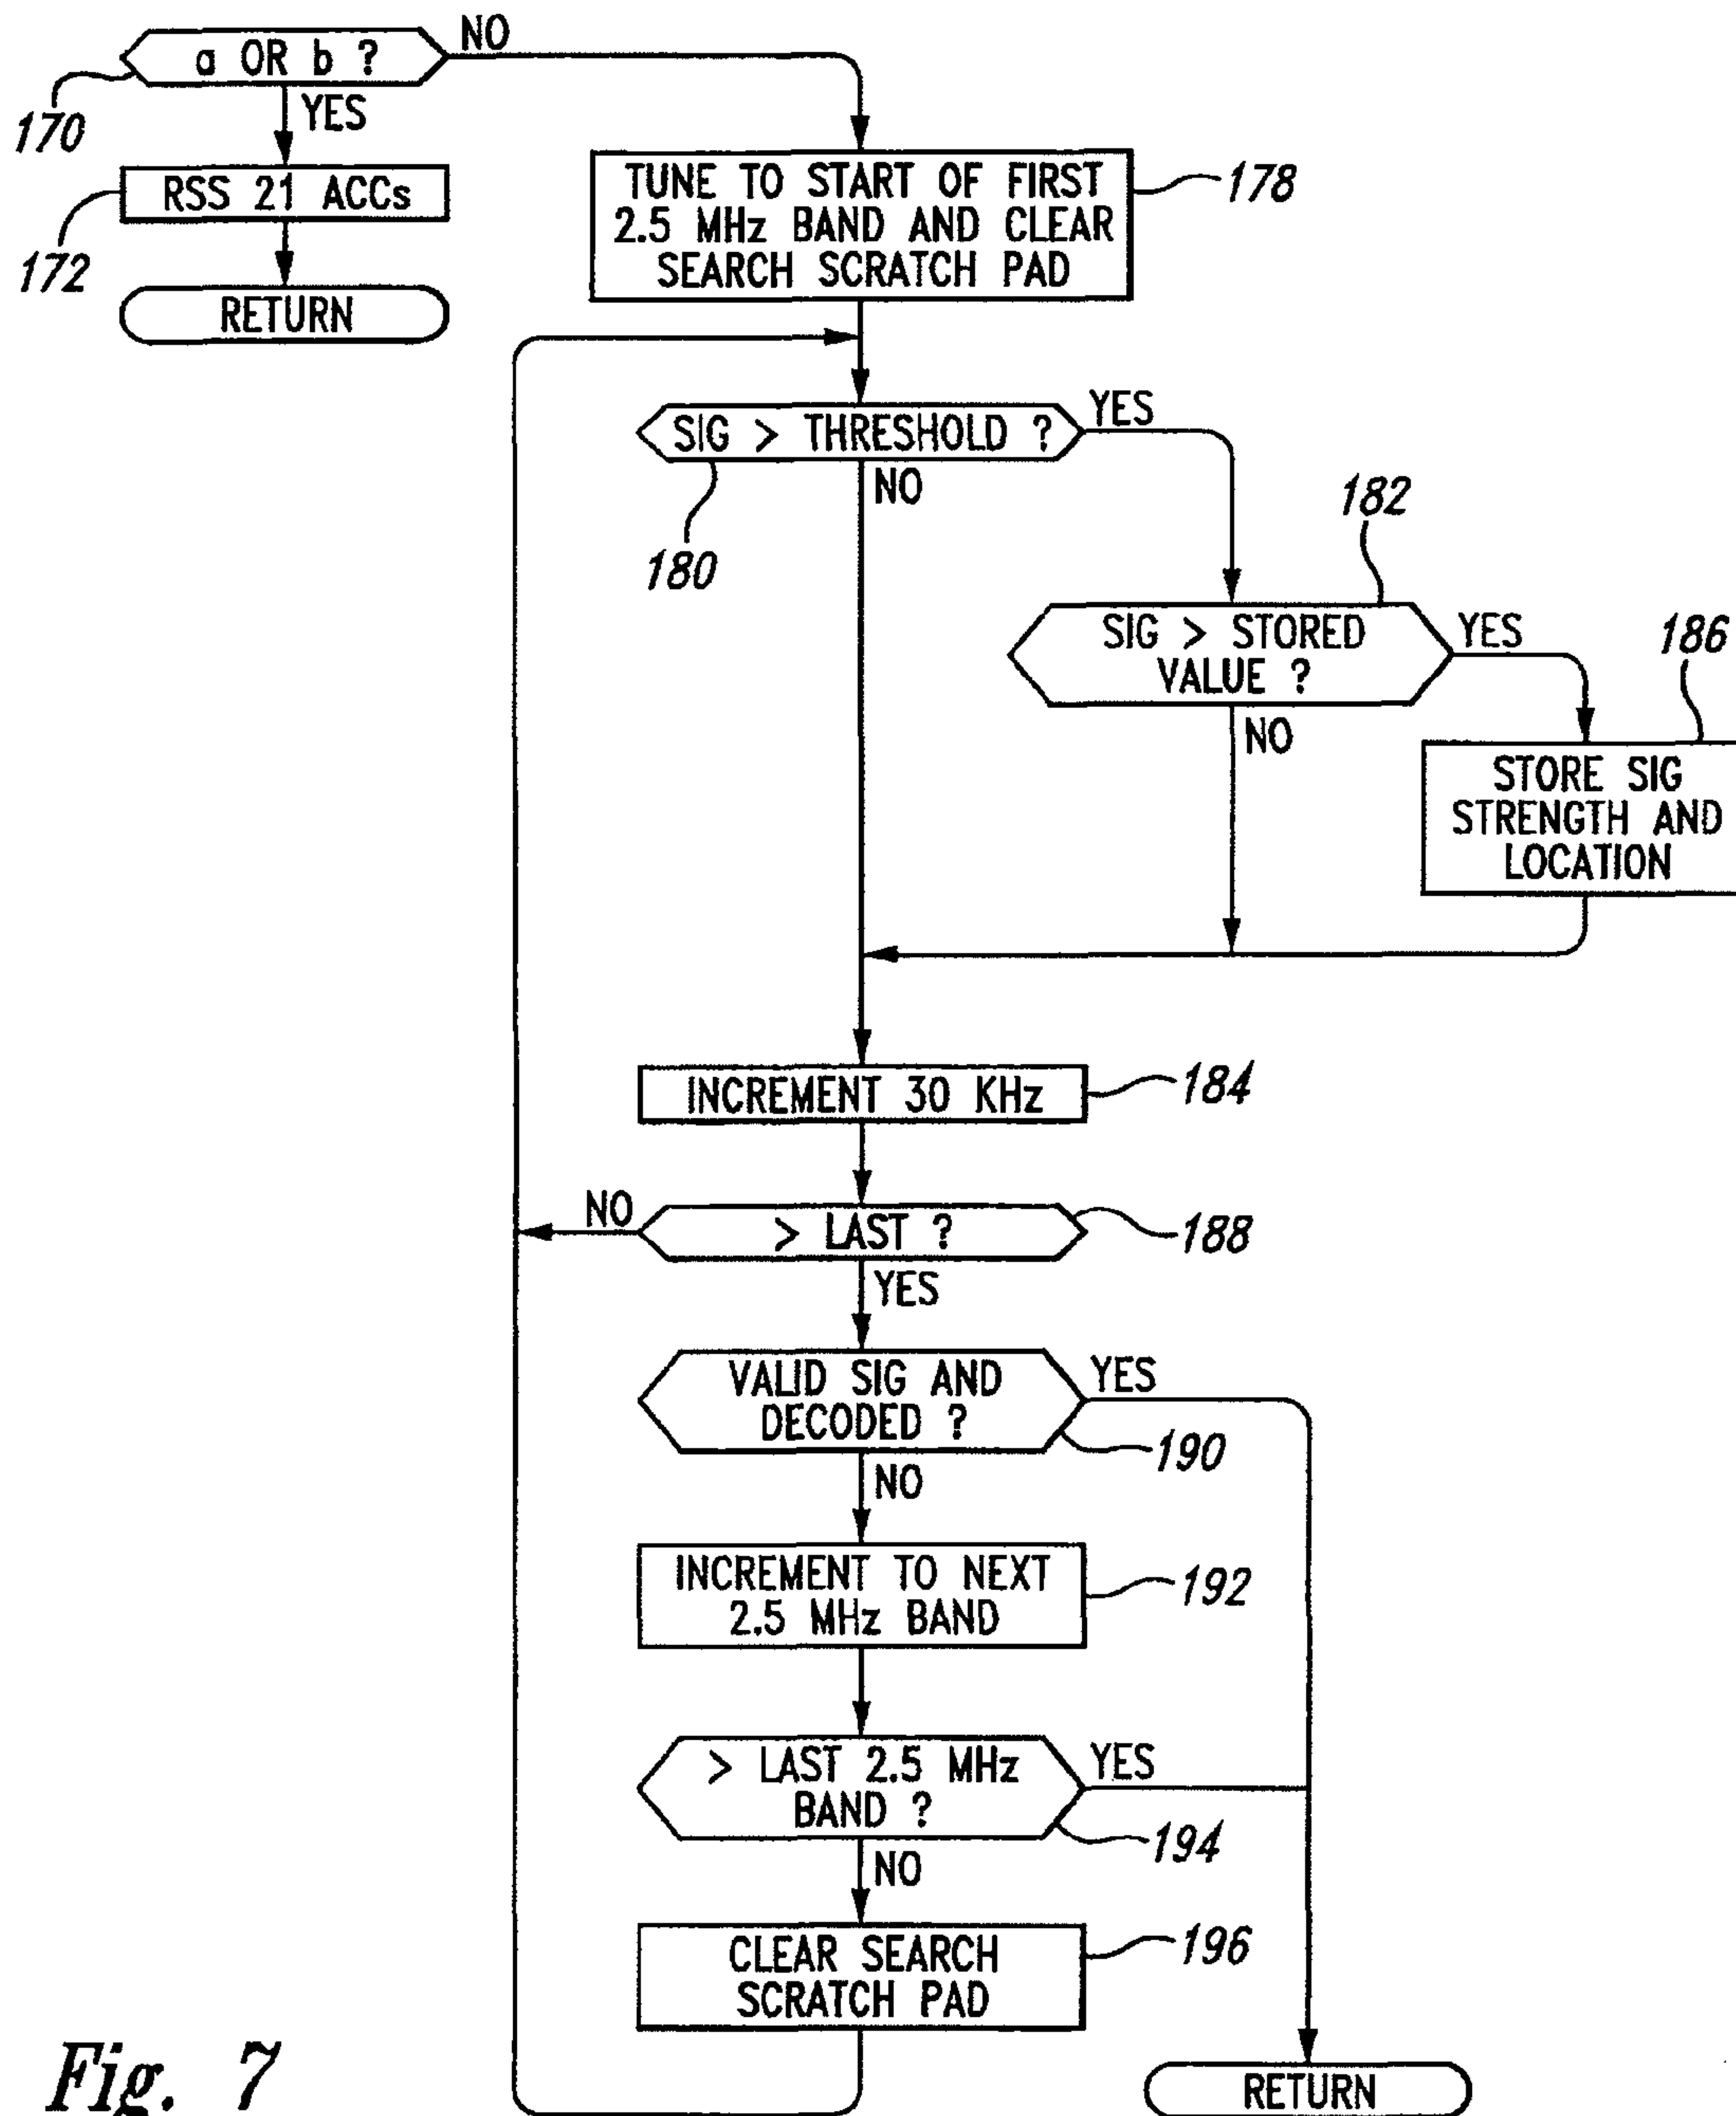 a OR b ?
NO
170
YES
RSS 21 ACCs
172
RETURN
TUNE TO START OF FIRST
2.5 MHz BAND AND CLEAR
SEARCH SCRATCH PAD
178
SIG > THRESHOLD ?
YES
NO
180
182
SIG > STORED
VALUE ?
YES
NO
186
STORE SIG
STRENGTH AND
LOCATION
INCREMENT 30 KHz
184
NO
> LAST ?
188
YES
VALID SIG AND
DECODED ?
YES
190
NO
INCREMENT TO NEXT
2.5 MHz BAND
192
> LAST 2.5 MHz
BAND ?
YES
194
NO
CLEAR SEARCH
SCRATCH PAD
196
RETURN
Fig. 7